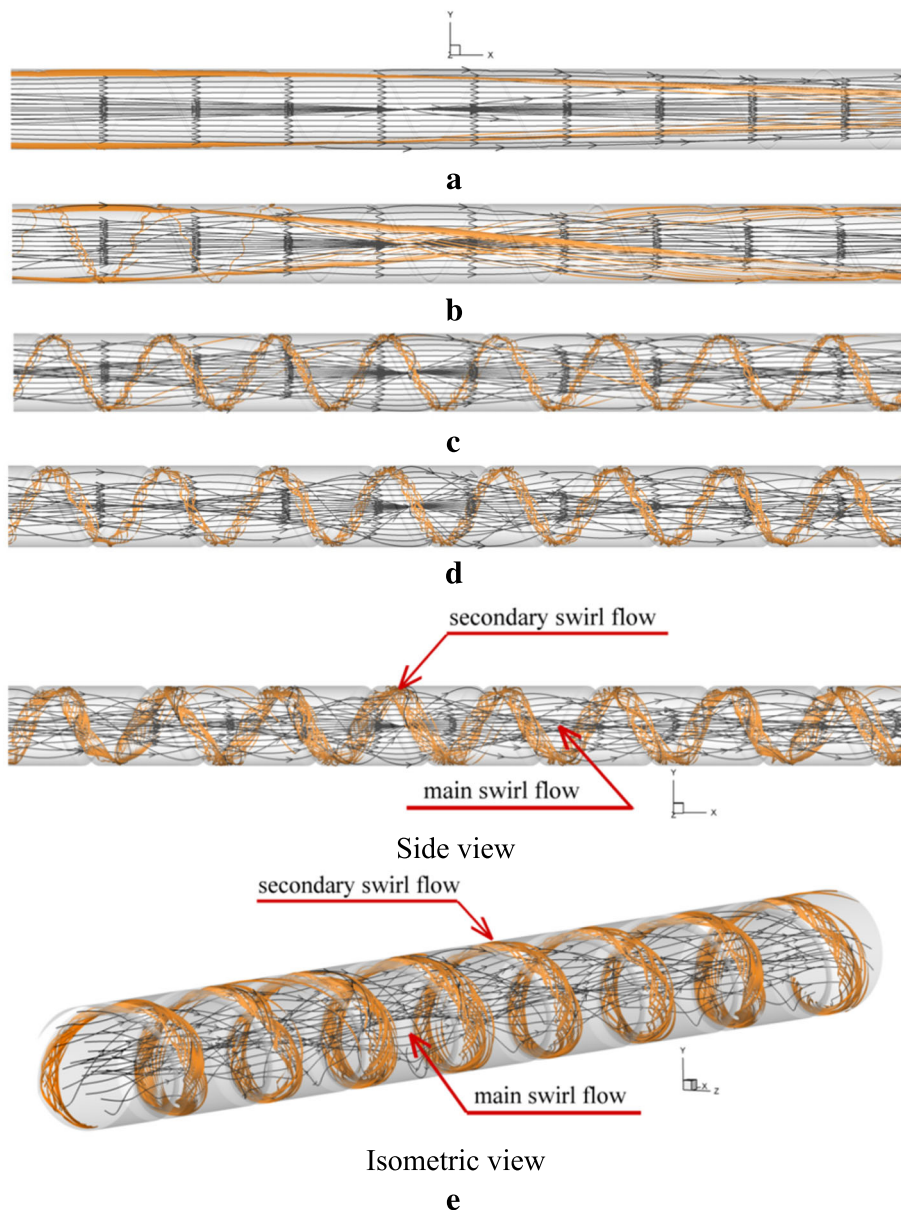 Y
Z X
a
b
c
d
secondary swirl flow
main swirl flow
Y
Z X
Side view
secondary swirl flow
main swirl flow
Y
X
Z
Isometric view
e